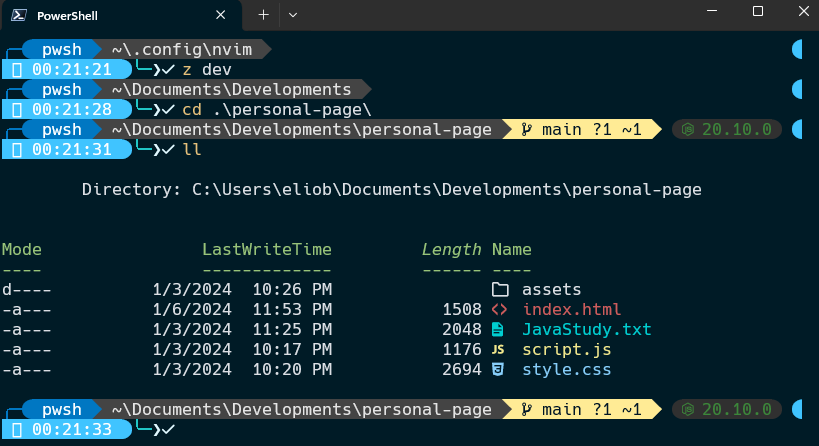 PowerShell
pwsh ~\.config\nvim
00:21:21 ❯✓ z dev
pwsh ~\Documents\Developments
00:21:28 ❯✓ cd .\personal-page\
pwsh ~\Documents\Developments\personal-page main ?1 ~1 20.10.0
00:21:31 ❯✓ ll
Directory: C:\Users\eliob\Documents\Developments\personal-page
Mode LastWriteTime Length Name
---- ------------- ------ ----
d---- 1/3/2024 10:26 PM assets
-a--- 1/6/2024 11:53 PM 1508 <> index.html
-a--- 1/3/2024 11:25 PM 2048 JavaStudy.txt
-a--- 1/3/2024 10:17 PM 1176 JS script.js
-a--- 1/3/2024 10:20 PM 2694 style.css
pwsh ~\Documents\Developments\personal-page main ?1 ~1 20.10.0
00:21:33 ❯✓